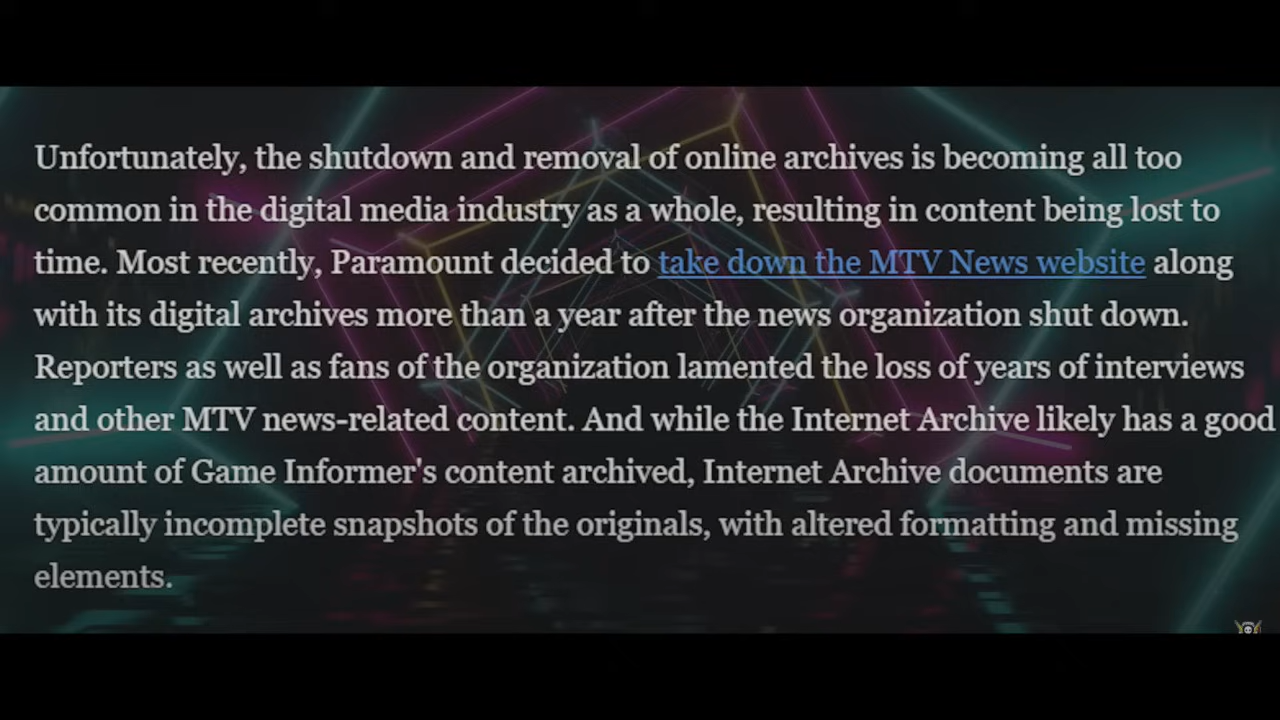 Unfortunately, the shutdown and removal of online archives is becoming all too
common in the digital media industry as a whole, resulting in content being lost to
time. Most recently, Paramount decided to take down the MTV News website along
with its digital archives more than a year after the news organization shut down.
Reporters as well as fans of the organization lamented the loss of years of interviews
and other MTV news-related content. And while the Internet Archive likely has a good
amount of Game Informer's content archived, Internet Archive documents are
typically incomplete snapshots of the originals, with altered formatting and missing
elements.